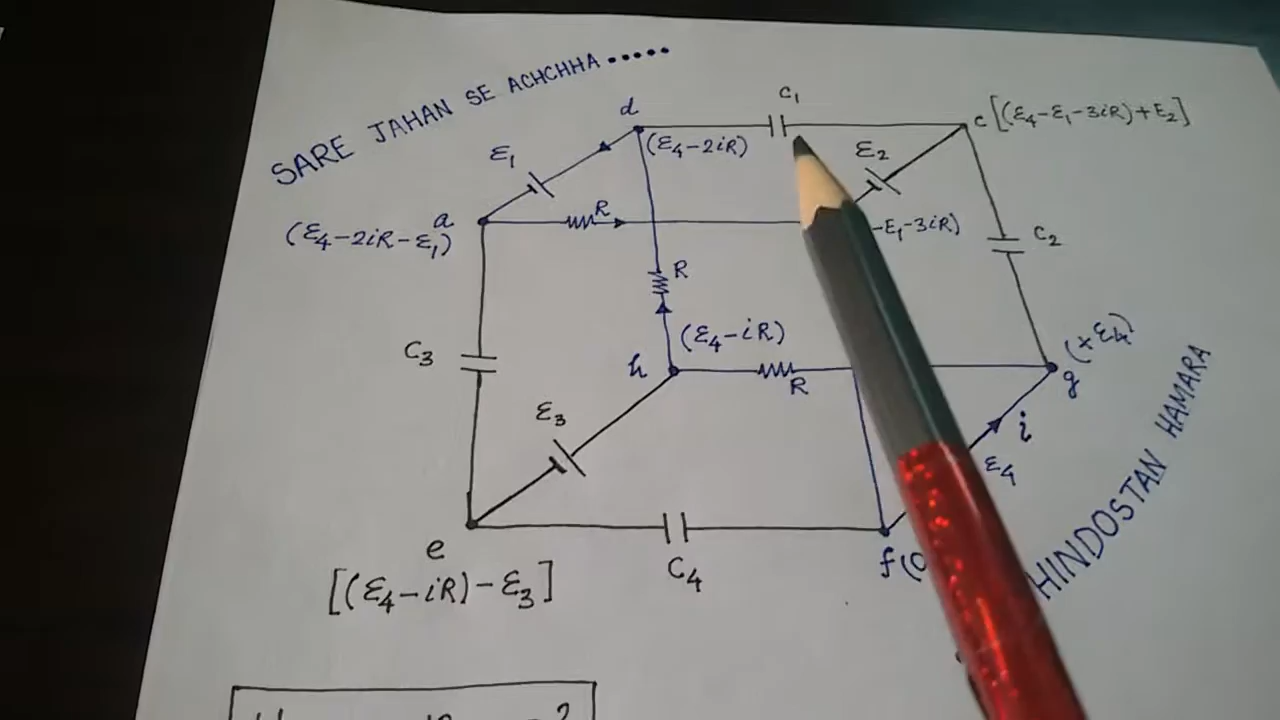 SARE JAHAN SE ACHCHHA .....
C₁
d
c[(ε₄-ε₁-3iR)+ε₂]
(ε₄-2iR)
ε₁
ε₂
a
R
(ε₄-2iR-ε₁)
-ε₁-3iR)
C₂
R
(ε₄-iR)
(+ε₄)
C₃
h
g
R
ε₃
i
ε₄
HINDOSTAN HAMARA
e
C₄
f(0
[(ε₄-iR)-ε₃]